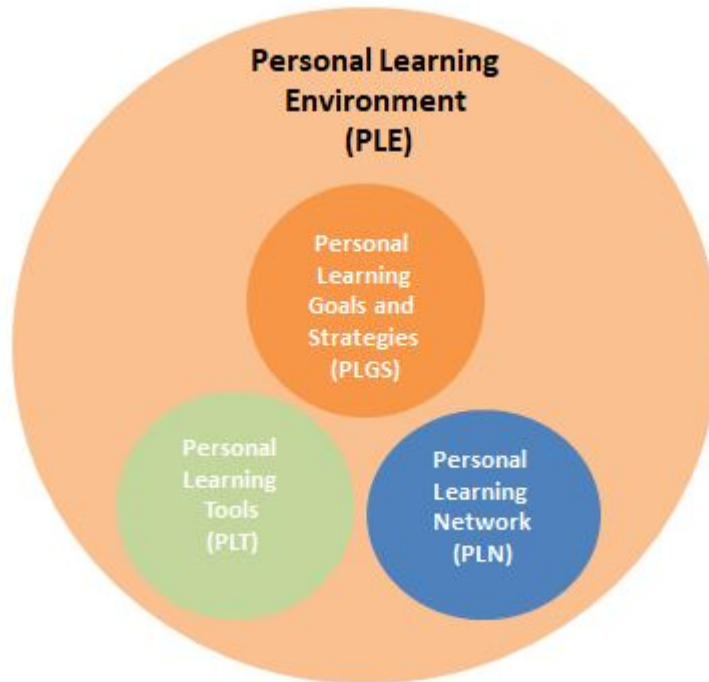 Personal Learning
Environment
(PLE)
Personal
Learning
Goals and
Strategies
(PLGS)
Personal
Learning
Tools
(PLT)
Personal
Learning
Network
(PLN)